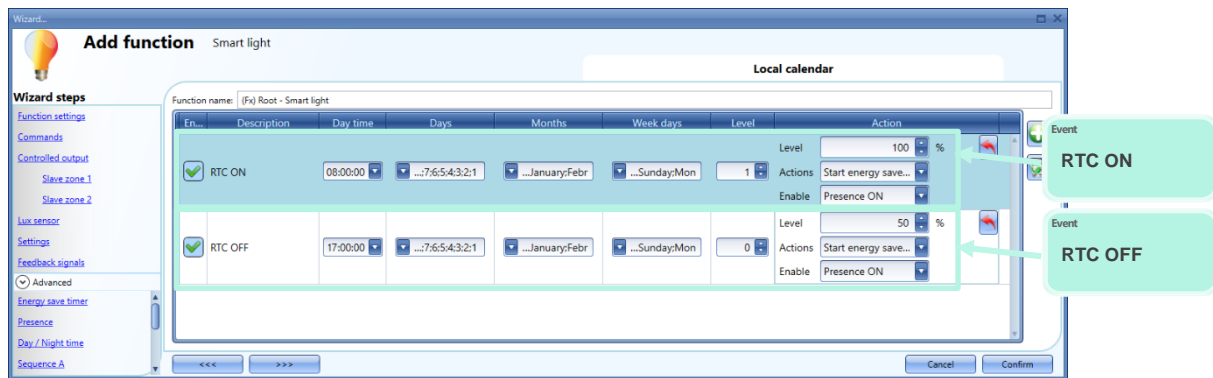 Wizard...
Add function Smart light
Local calendar
Wizard steps
Function settings
Commands
Controlled output
Slave zone 1
Slave zone 2
Lux sensor
Settings
Feedback signals
Advanced
Energy save timer
Presence
Day / Night time
Sequence A
Function name: (Fx) Root - Smart light
En... Description Day time Days Months Week days Level Action
RTC ON 08:00:00 ...;7;6;5;4;3;2;1 ...January;Febr ...Sunday;Mon 1
Level 100 %
Actions Start energy save...
Enable Presence ON
RTC OFF 17:00:00 ...;7;6;5;4;3;2;1 ...January;Febr ...Sunday;Mon 0
Level 50 %
Actions Start energy save...
Enable Presence ON
<<< >>> Cancel Confirm
Event
RTC ON
Event
RTC OFF